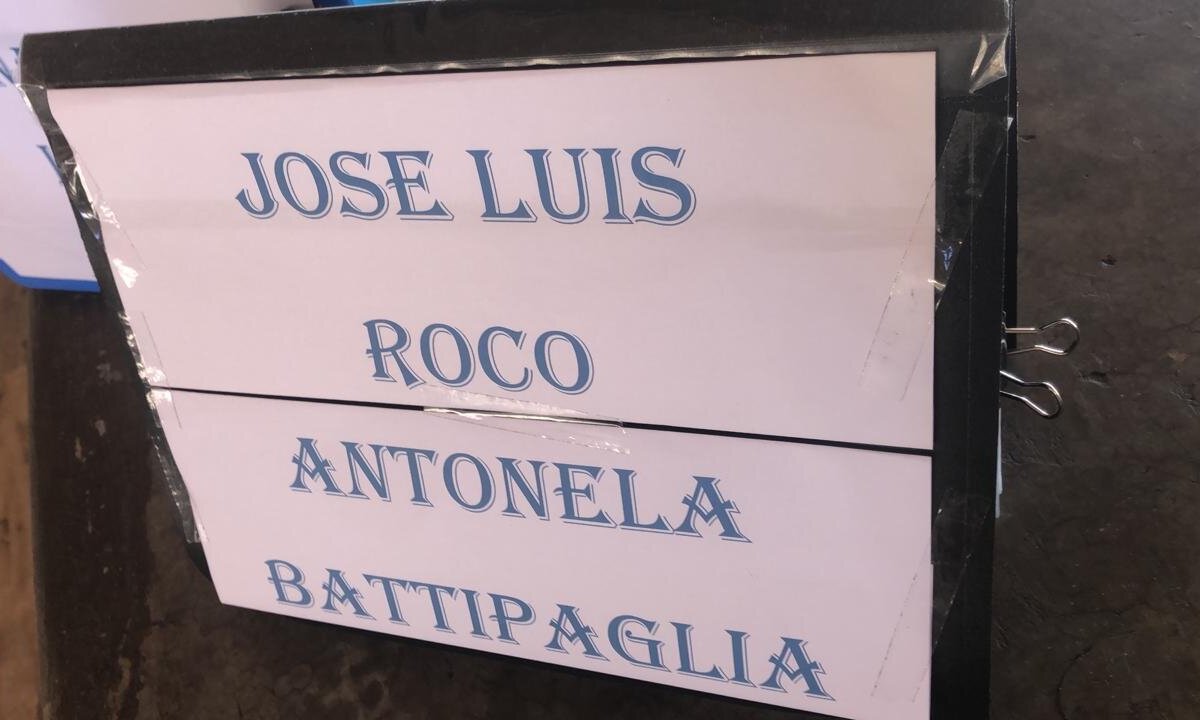 JOSE LUIS
ROCO
ANTONELA
BATTIPAGLIA